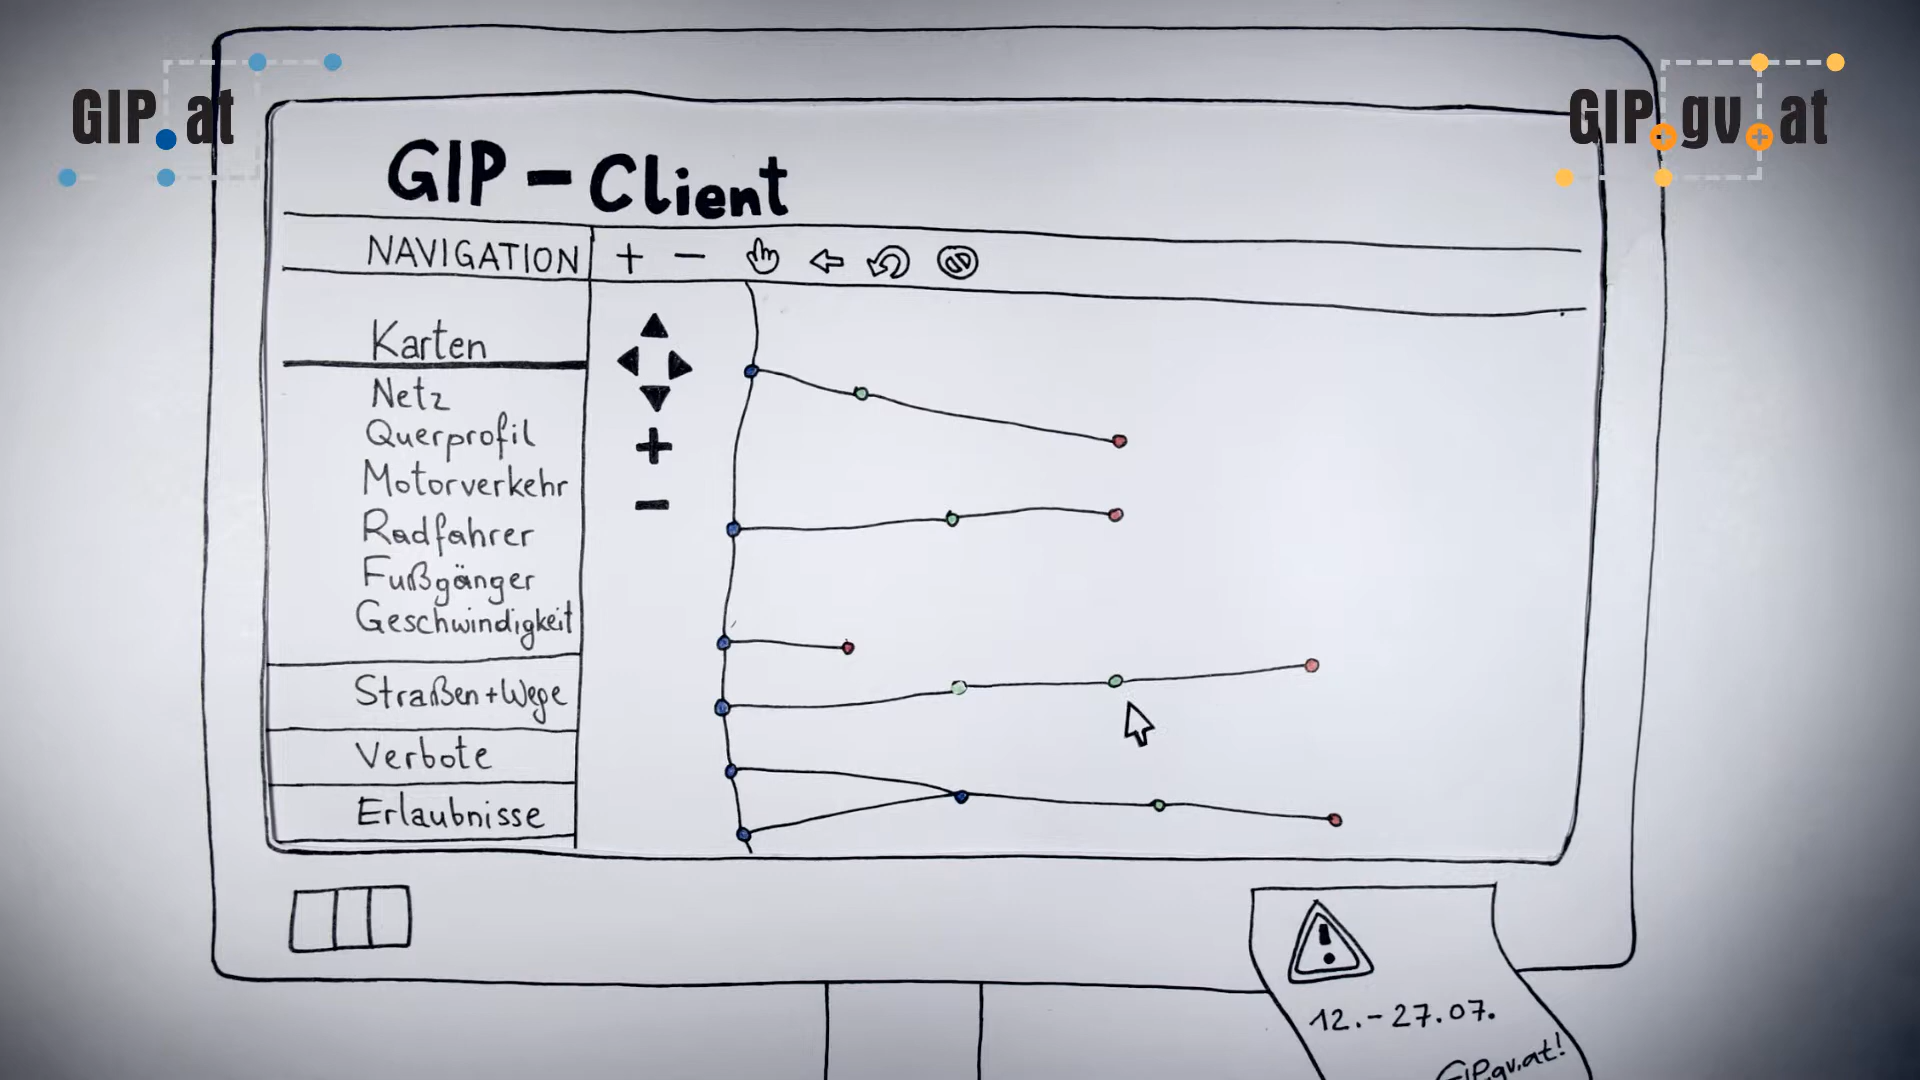 GIP.at
GIP.gv.at
GIP-Client
NAVIGATION
Karten
Netz
Querprofil
Motorverkehr
Radfahrer
Fußgänger
Geschwindigkeit
Straßen+Wege
Verbote
Erlaubnisse
12.-27.07.
GIP.gv.at!